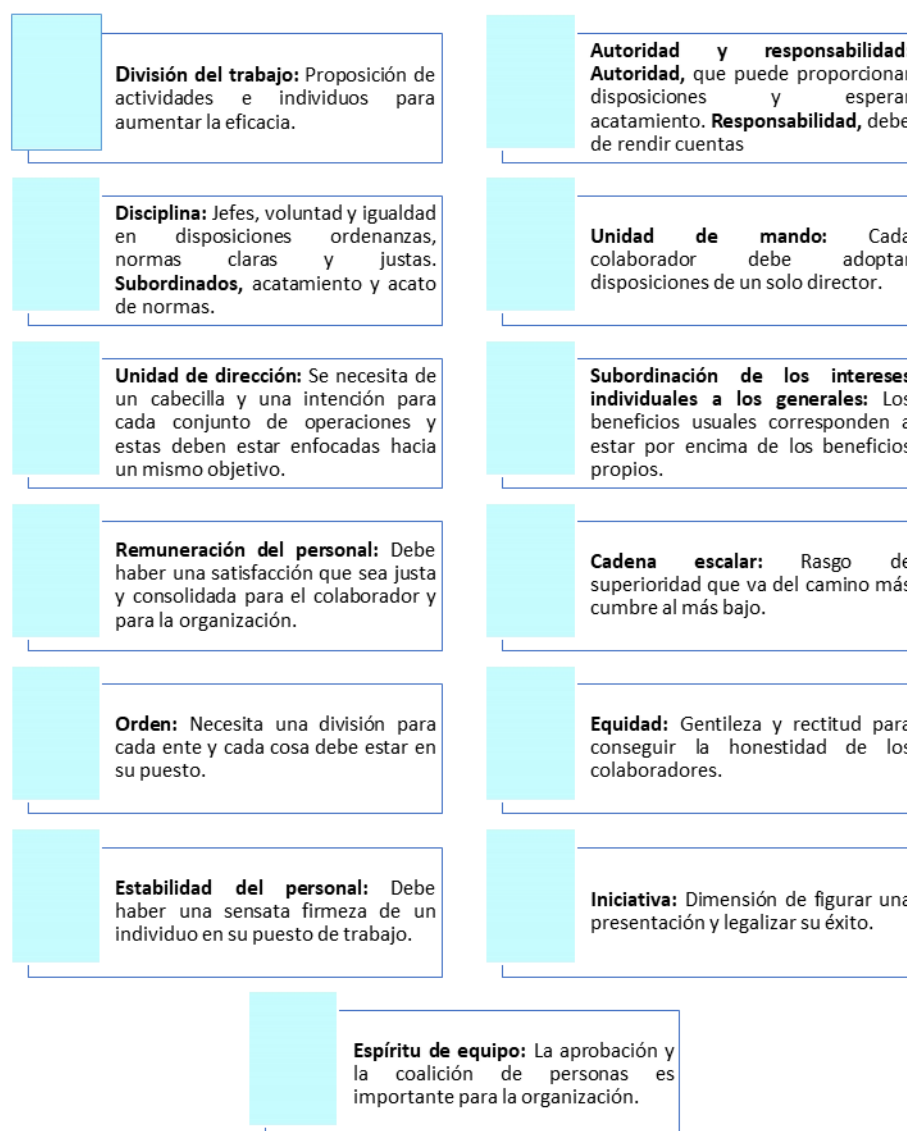 División del trabajo: Proposición de
actividades e individuos para
aumentar la eficacia.
Autoridad y responsabilidad:
Autoridad, que puede proporcionar
disposiciones y esperar
acatamiento. Responsabilidad, debe
de rendir cuentas
Disciplina: Jefes, voluntad y igualdad
en disposiciones ordenanzas,
normas claras y justas.
Subordinados, acatamiento y acato
de normas.
Unidad de mando: Cada
colaborador debe adoptar
disposiciones de un solo director.
Unidad de dirección: Se necesita de
un cabecilla y una intención para
cada conjunto de operaciones y
estas deben estar enfocadas hacia
un mismo objetivo.
Subordinación de los intereses
individuales a los generales: Los
beneficios usuales corresponden a
estar por encima de los beneficios
propios.
Remuneración del personal: Debe
haber una satisfacción que sea justa
y consolidada para el colaborador y
para la organización.
Cadena escalar: Rasgo de
superioridad que va del camino más
cumbre al más bajo.
Orden: Necesita una división para
cada ente y cada cosa debe estar en
su puesto.
Equidad: Gentileza y rectitud para
conseguir la honestidad de los
colaboradores.
Estabilidad del personal: Debe
haber una sensata firmeza de un
individuo en su puesto de trabajo.
Iniciativa: Dimensión de figurar una
presentación y legalizar su éxito.
Espíritu de equipo: La aprobación y
la coalición de personas es
importante para la organización.